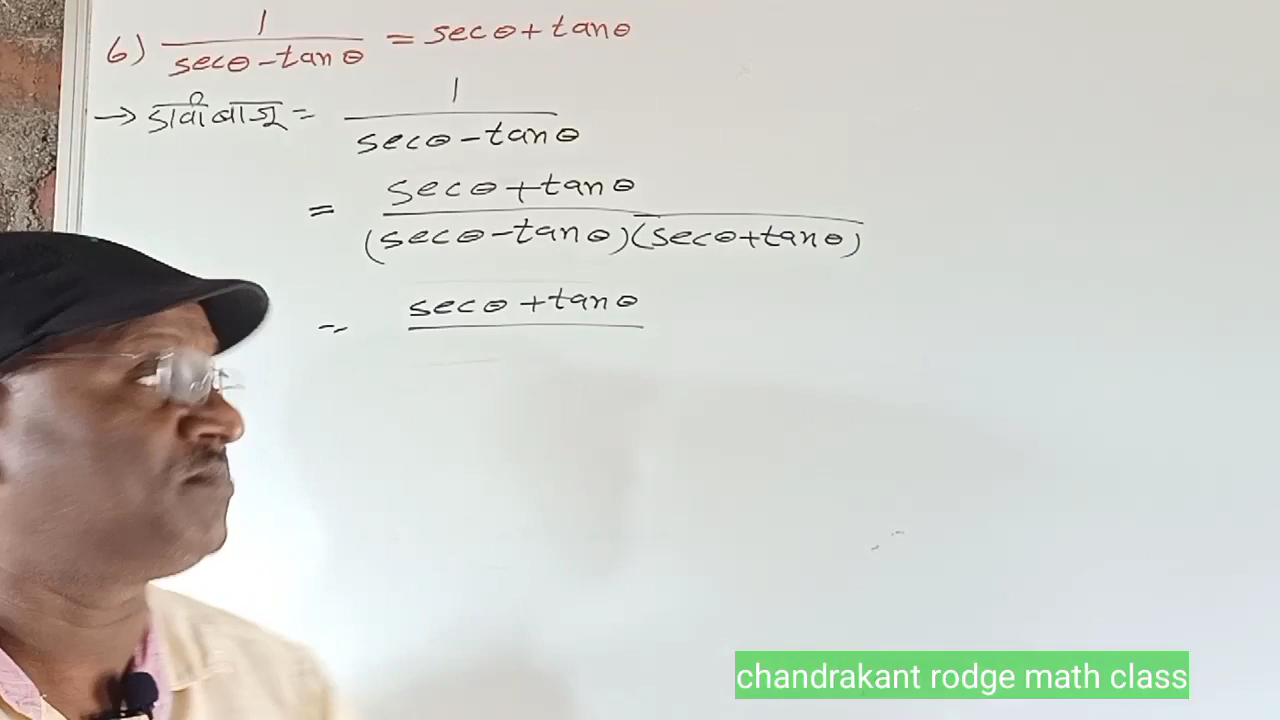 6) 1 / secθ - tanθ = secθ + tanθ
→ डावी बाजू = 1 / secθ - tanθ
= secθ + tanθ / (secθ - tanθ)(secθ + tanθ)
= secθ + tanθ
chandrakant rodge math class